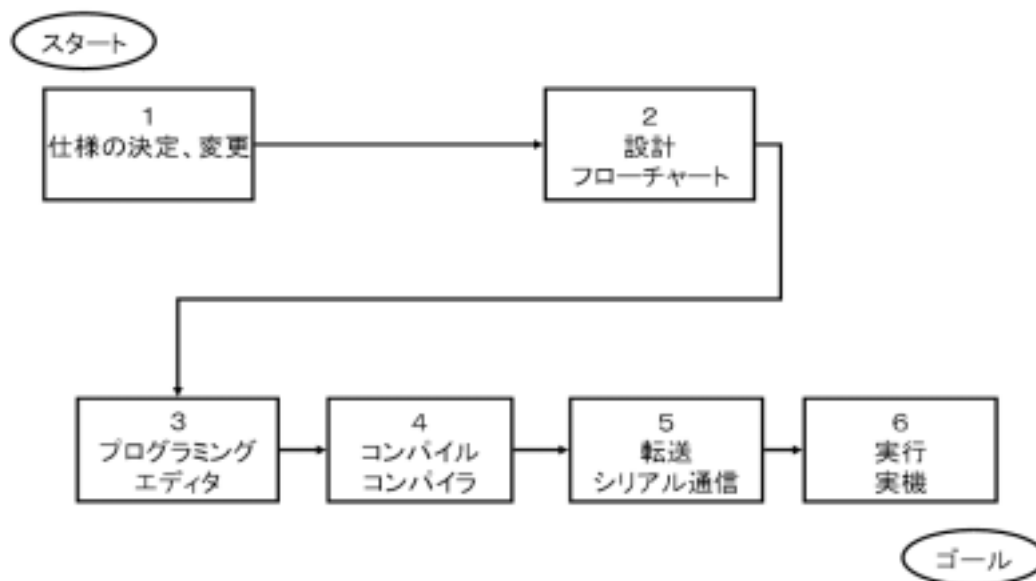 スタート
1
仕様の決定、変更
2
設計
フローチャート
3
プログラミング
エディタ
4
コンパイル
コンパイラ
5
転送
シリアル通信
6
実行
実機
ゴール